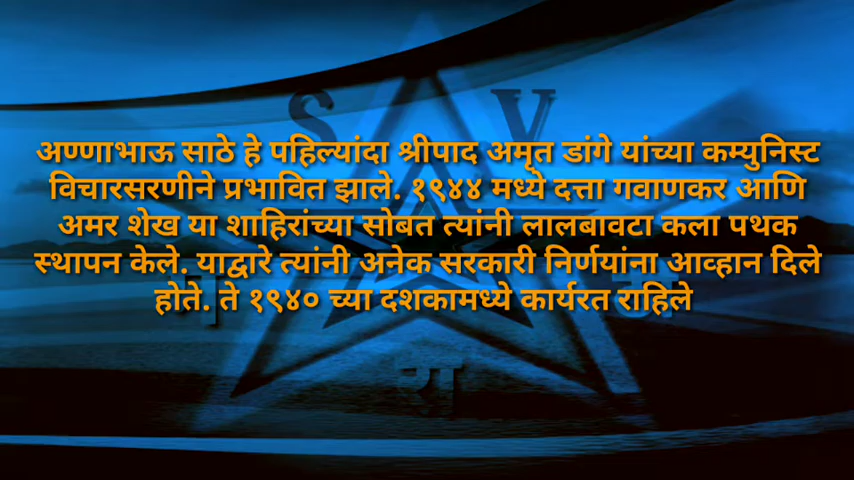 S V
अण्णाभाऊ साठे हे पहिल्यांदा श्रीपाद अमृत डांगे यांच्या कम्युनिस्ट
विचारसरणीने प्रभावित झाले. १९४४ मध्ये दत्ता गवाणकर आणि
अमर शेख या शाहिरांच्या सोबत त्यांनी लालबावटा कला पथक
स्थापन केले. याद्वारे त्यांनी अनेक सरकारी निर्णयांना आव्हान दिले
होते. ते १९४० च्या दशकामध्ये कार्यरत राहिले
रा